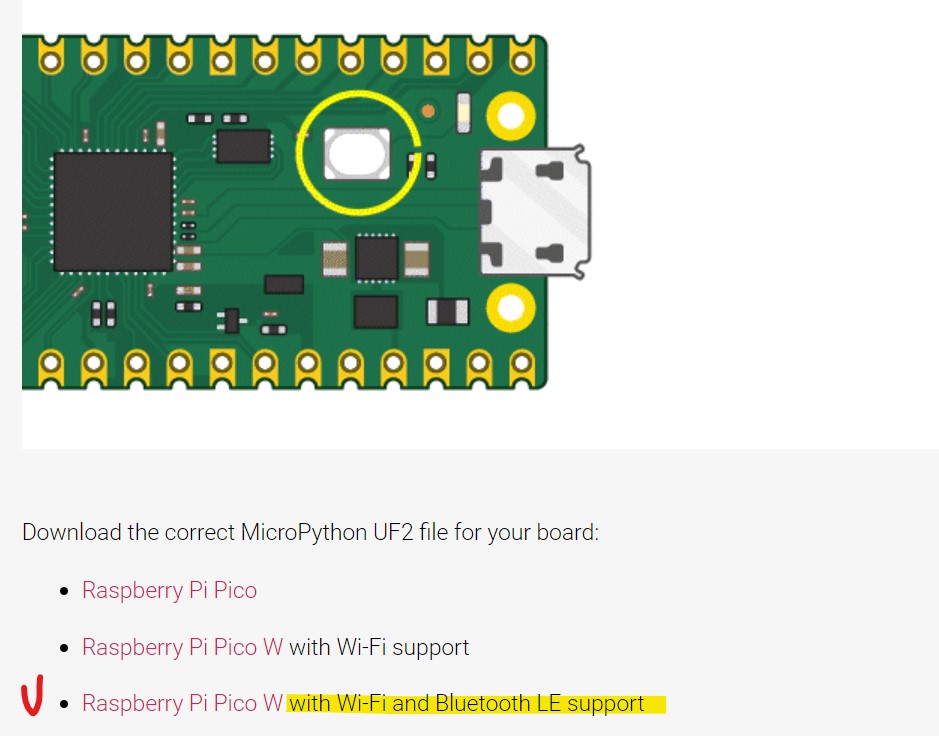 Download the correct MicroPython UF2 file for your board:
Raspberry Pi Pico
Raspberry Pi Pico W with Wi-Fi support
Raspberry Pi Pico W with Wi-Fi and Bluetooth LE support